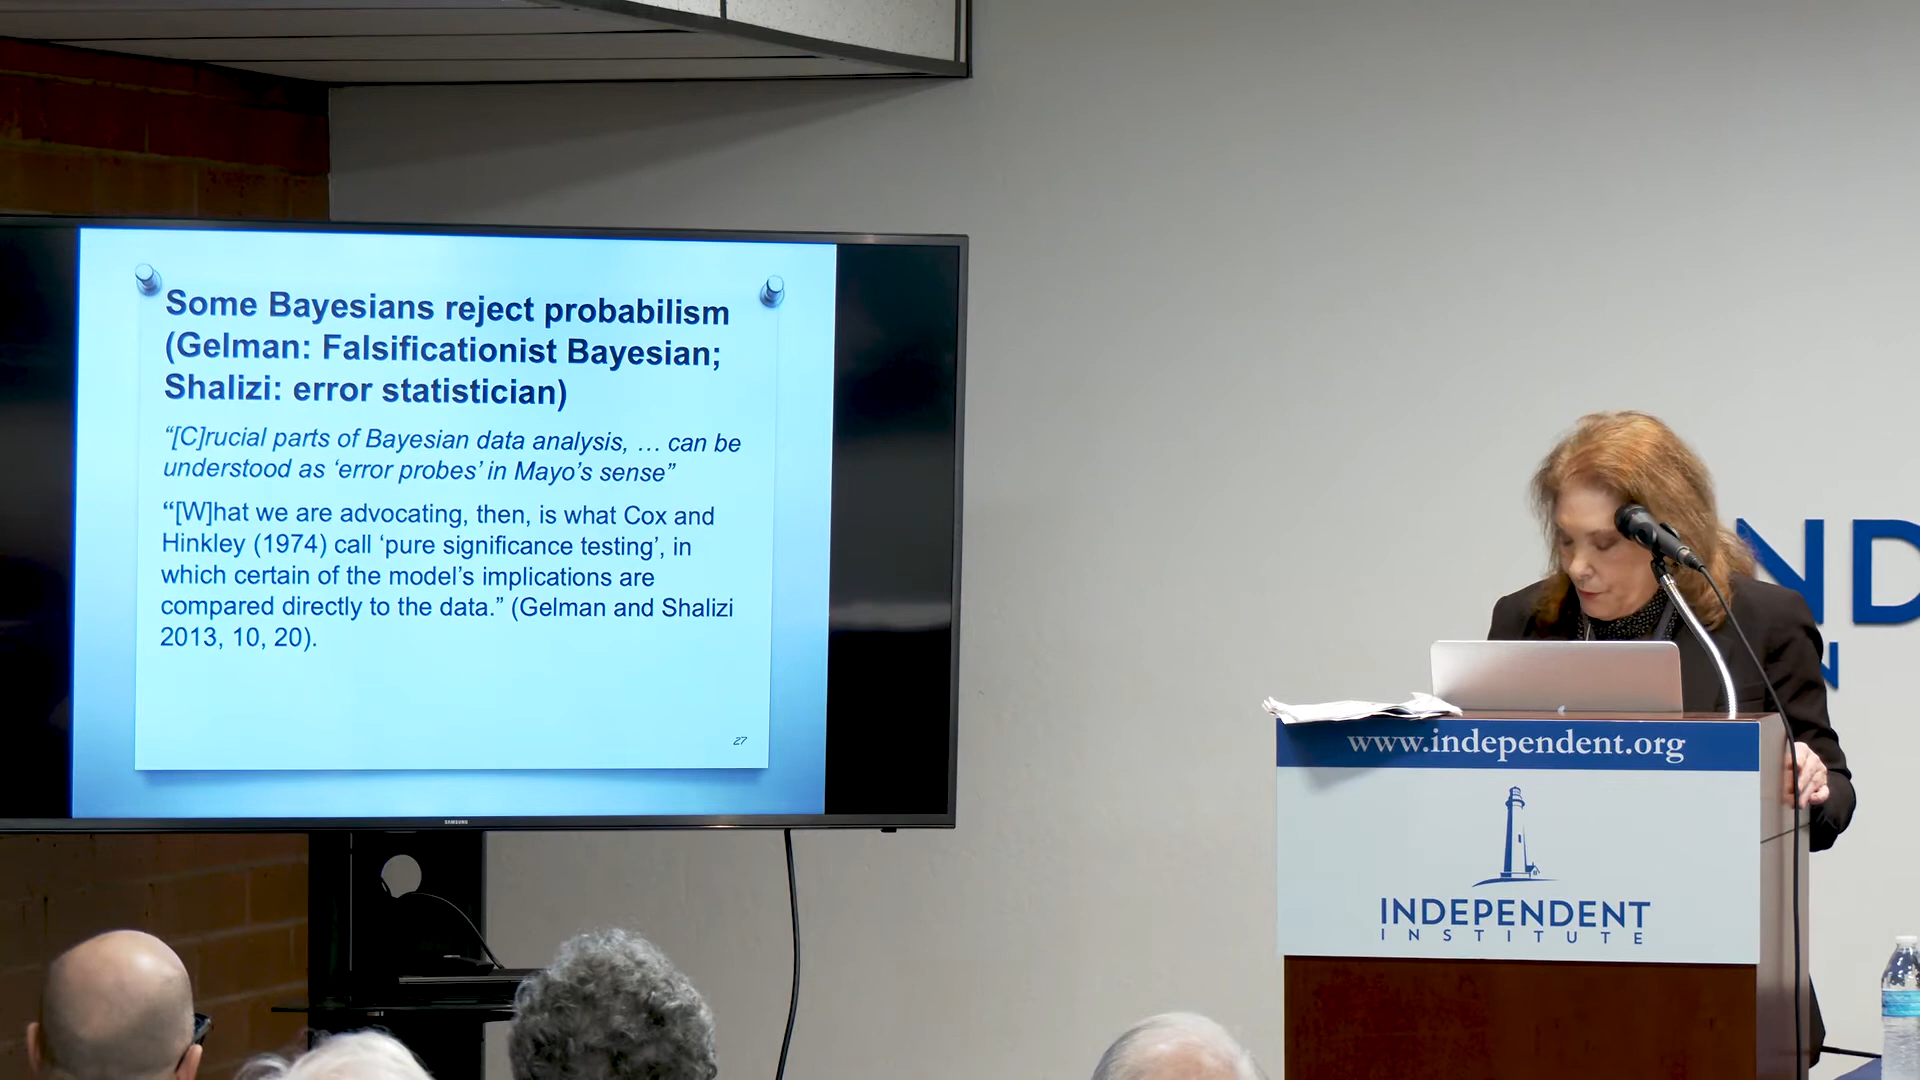 Some Bayesians reject probabilism
(Gelman: Falsificationist Bayesian;
Shalizi: error statistician)
“[C]rucial parts of Bayesian data analysis, … can be
understood as ‘error probes’ in Mayo’s sense”
“[W]hat we are advocating, then, is what Cox and
Hinkley (1974) call ‘pure significance testing’, in
which certain of the model’s implications are
compared directly to the data.” (Gelman and Shalizi
2013, 10, 20).
27
SAMSUNG
ND
N
www.independent.org
INDEPENDENT
INSTITUTE